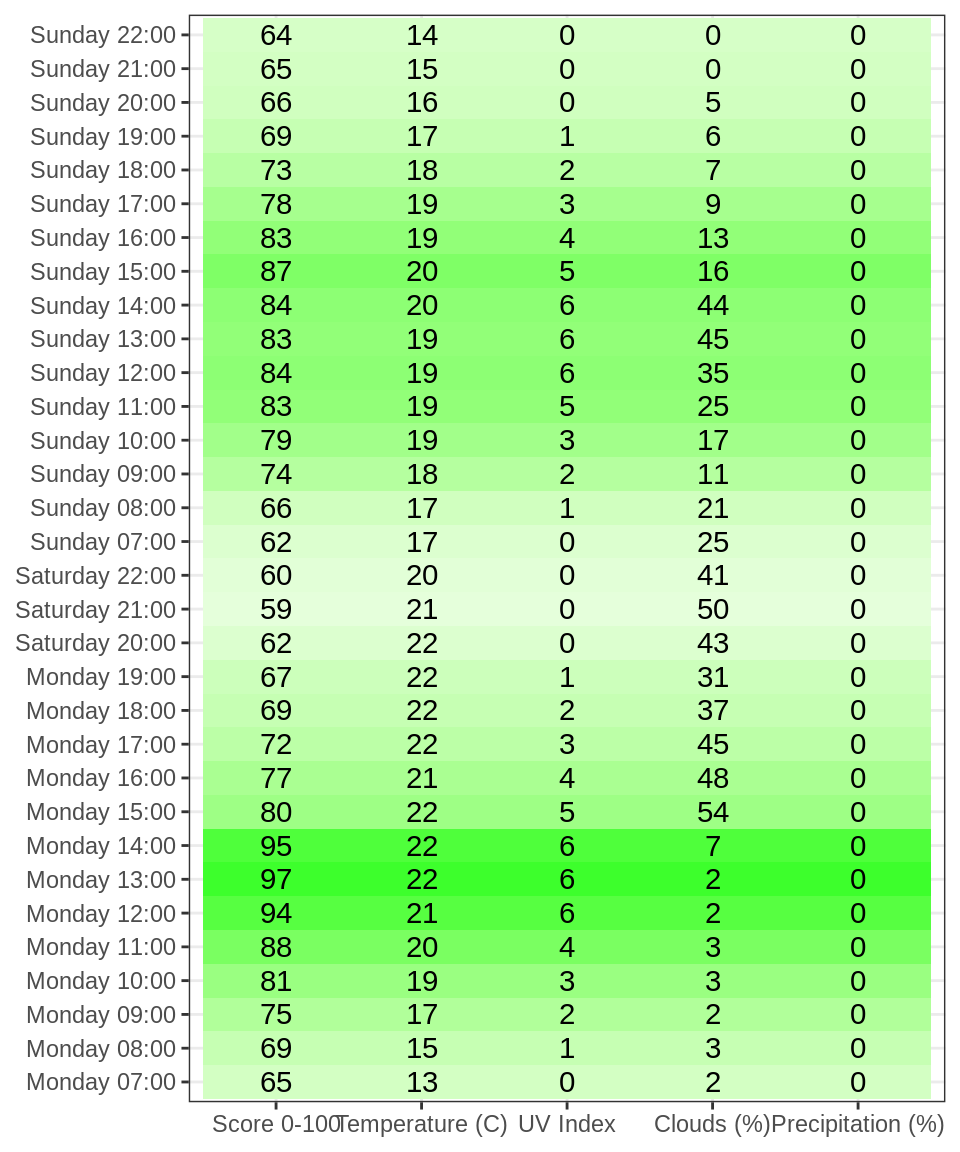 Sunday 22:00 64 14 0 0 0
Sunday 21:00 65 15 0 0 0
Sunday 20:00 66 16 0 5 0
Sunday 19:00 69 17 1 6 0
Sunday 18:00 73 18 2 7 0
Sunday 17:00 78 19 3 9 0
Sunday 16:00 83 19 4 13 0
Sunday 15:00 87 20 5 16 0
Sunday 14:00 84 20 6 44 0
Sunday 13:00 83 19 6 45 0
Sunday 12:00 84 19 6 35 0
Sunday 11:00 83 19 5 25 0
Sunday 10:00 79 19 3 17 0
Sunday 09:00 74 18 2 11 0
Sunday 08:00 66 17 1 21 0
Sunday 07:00 62 17 0 25 0
Saturday 22:00 60 20 0 41 0
Saturday 21:00 59 21 0 50 0
Saturday 20:00 62 22 0 43 0
Monday 19:00 67 22 1 31 0
Monday 18:00 69 22 2 37 0
Monday 17:00 72 22 3 45 0
Monday 16:00 77 21 4 48 0
Monday 15:00 80 22 5 54 0
Monday 14:00 95 22 6 7 0
Monday 13:00 97 22 6 2 0
Monday 12:00 94 21 6 2 0
Monday 11:00 88 20 4 3 0
Monday 10:00 81 19 3 3 0
Monday 09:00 75 17 2 2 0
Monday 08:00 69 15 1 3 0
Monday 07:00 65 13 0 2 0
Score 0-100 Temperature (C) UV Index Clouds (%) Precipitation (%)